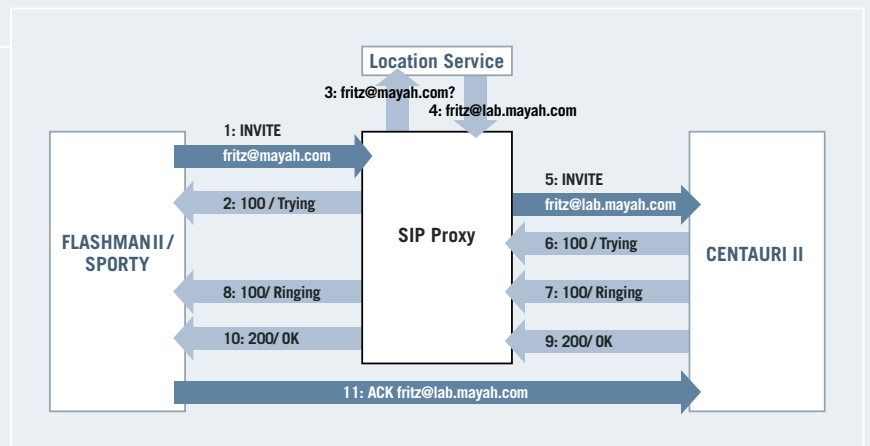 Location Service
3: fritz@mayah.com?
4: fritz@lab.mayah.com
1: INVITE
fritz@mayah.com
2: 100 / Trying
5: INVITE
fritz@lab.mayah.com
SIP Proxy
6: 100 / Trying
FLASHMAN II /
SPORTY
CENTAURI II
8: 100/ Ringing
7: 100/ Ringing
10: 200/ OK
9: 200/ OK
11: ACK fritz@lab.mayah.com